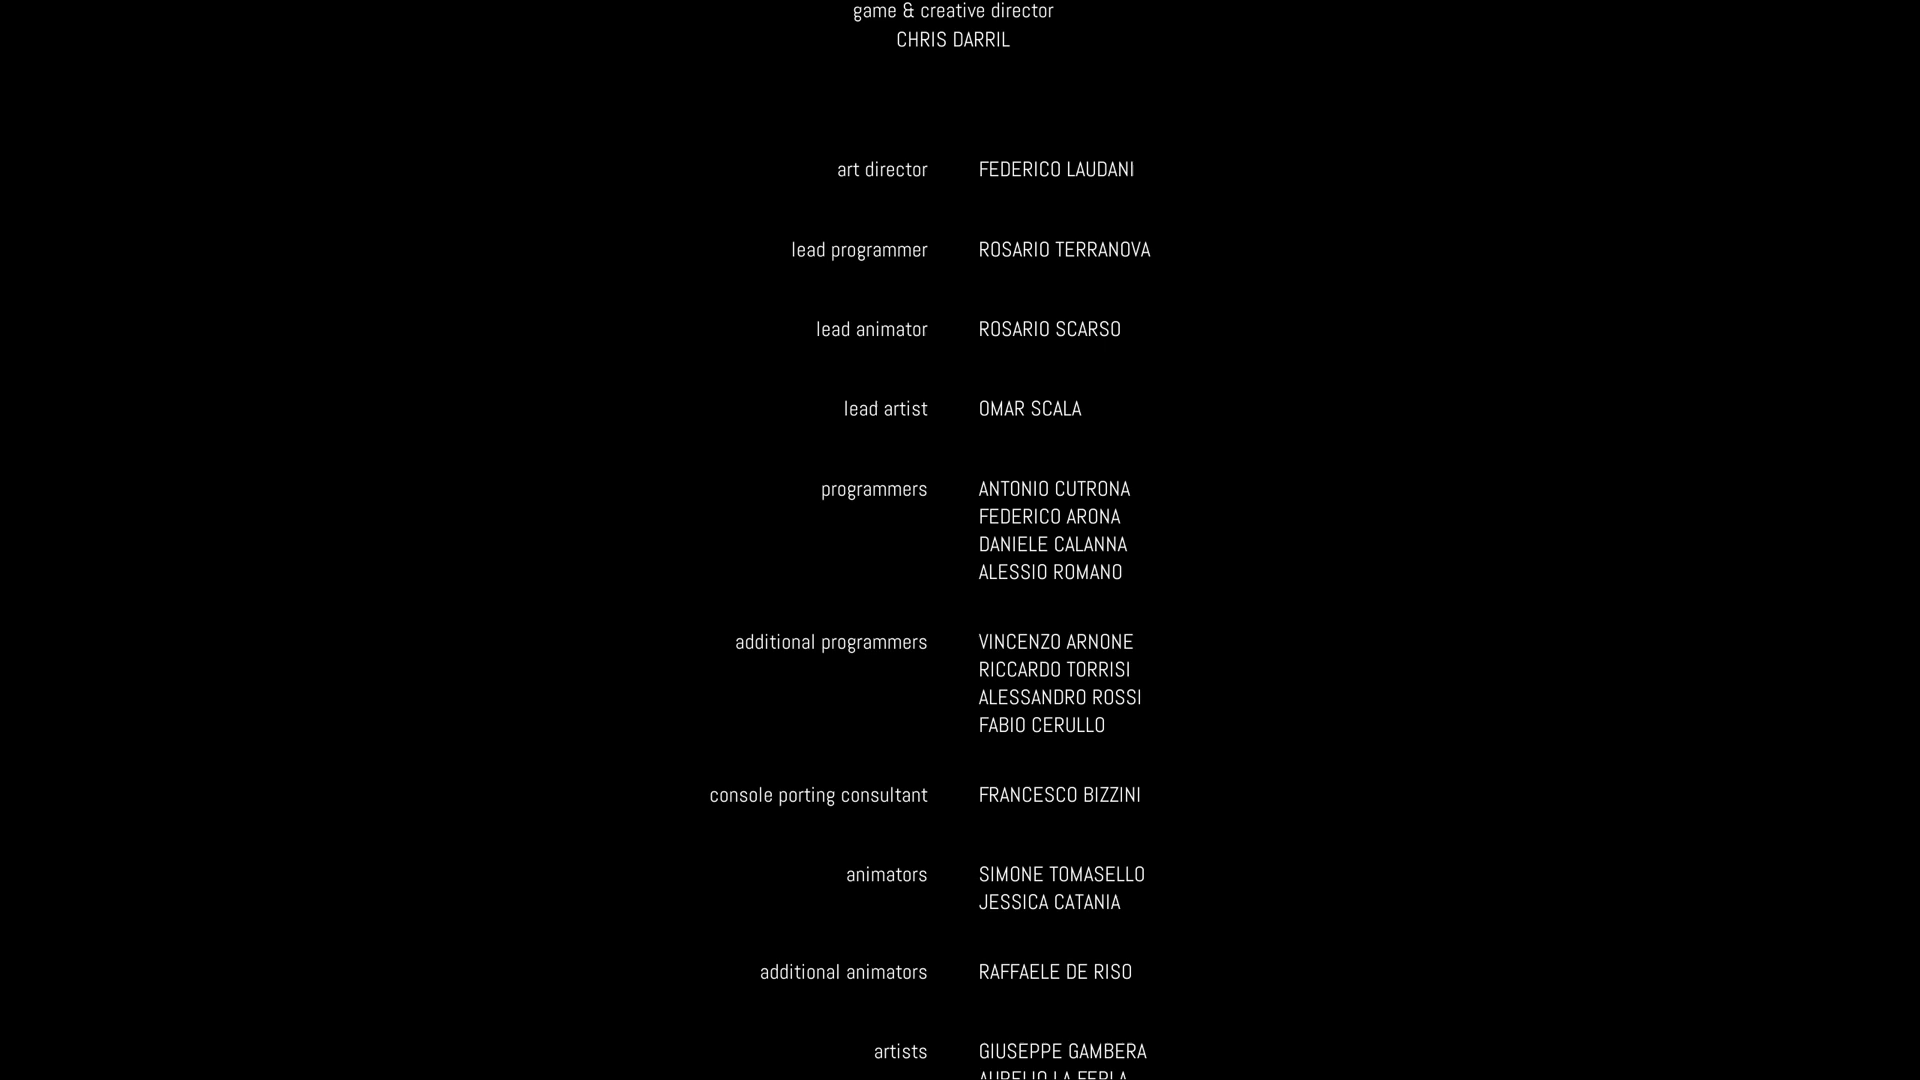 game & creative director
CHRIS DARRIL
art director FEDERICO LAUDANI
lead programmer ROSARIO TERRANOVA
lead animator ROSARIO SCARSO
lead artist OMAR SCALA
programmers ANTONIO CUTRONA
FEDERICO ARONA
DANIELE CALANNA
ALESSIO ROMANO
additional programmers VINCENZO ARNONE
RICCARDO TORRISI
ALESSANDRO ROSSI
FABIO CERULLO
console porting consultant FRANCESCO BIZZINI
animators SIMONE TOMASELLO
JESSICA CATANIA
additional animators RAFFAELE DE RISO
artists GIUSEPPE GAMBERA
AURELIO LA FERLA